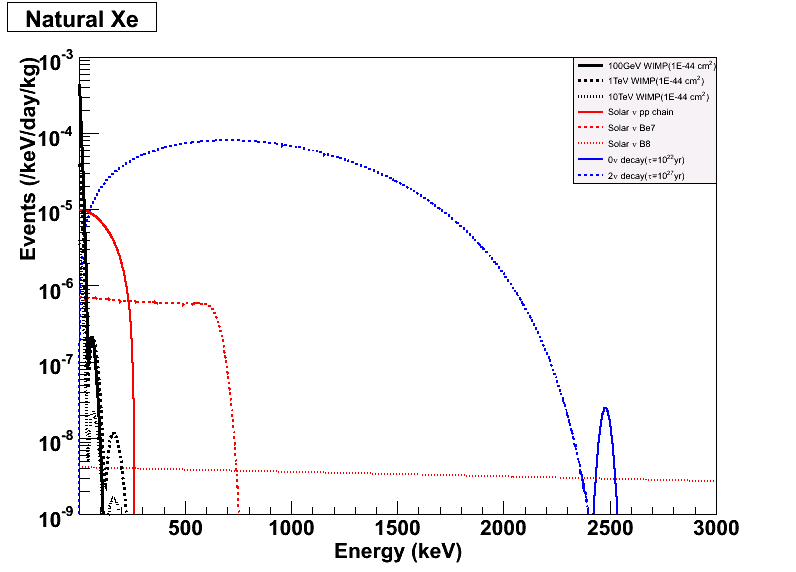 Natural Xe
Events (/keV/day/kg)
10⁻³
10⁻⁴
10⁻⁵
10⁻⁶
10⁻⁷
10⁻⁸
10⁻⁹
100GeV WIMP(1E-44 cm²)
1TeV WIMP(1E-44 cm²)
10TeV WIMP(1E-44 cm²)
Solar ν pp chain
Solar ν Be7
Solar ν B8
0ν decay(τ=10²²yr)
2ν decay(τ=10²⁷yr)
500 1000 1500 2000 2500 3000
Energy (keV)